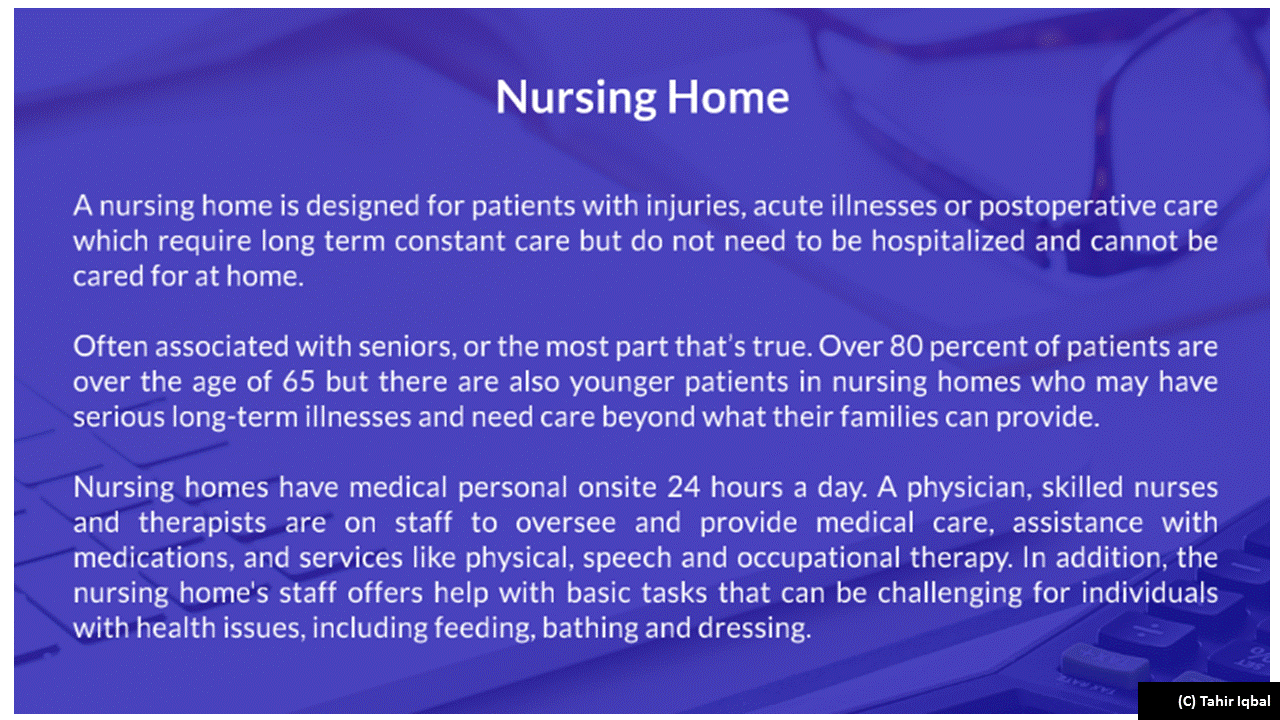 Nursing Home
A nursing home is designed for patients with injuries, acute illnesses or postoperative care
which require long term constant care but do not need to be hospitalized and cannot be
cared for at home.
Often associated with seniors, or the most part that's true. Over 80 percent of patients are
over the age of 65 but there are also younger patients in nursing homes who may have
serious long-term illnesses and need care beyond what their families can provide.
Nursing homes have medical personal onsite 24 hours a day. A physician, skilled nurses
and therapists are on staff to oversee and provide medical care, assistance with
medications, and services like physical, speech and occupational therapy. In addition, the
nursing home's staff offers help with basic tasks that can be challenging for individuals
with health issues, including feeding, bathing and dressing.
(C) Tahir Iqbal